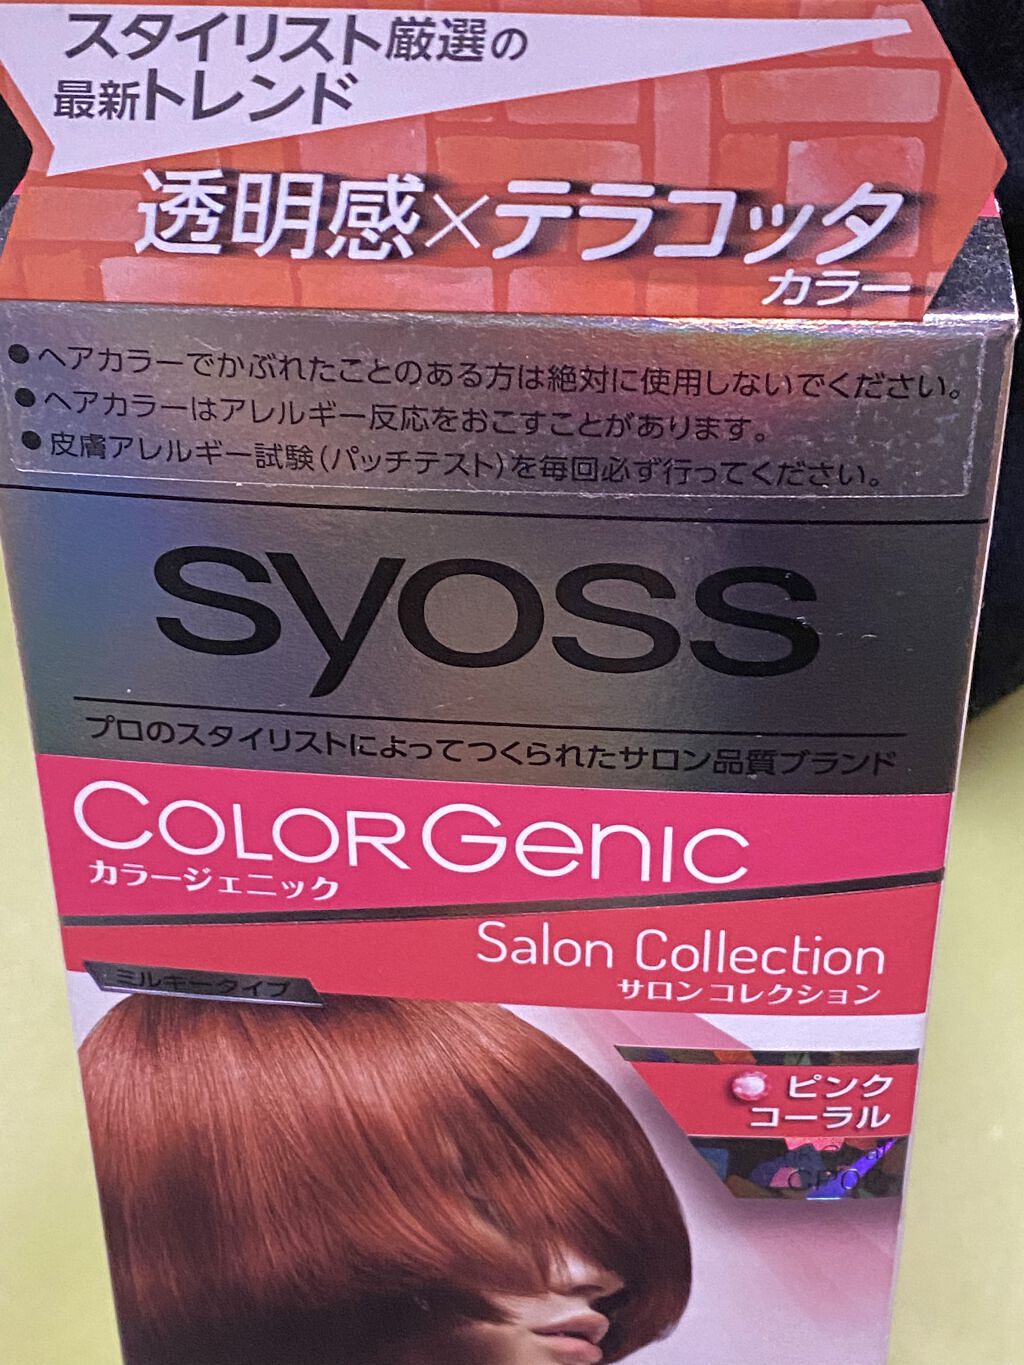 スタイリスト厳選の
最新トレンド
透明感×テラコッタ
カラー
●ヘアカラーでかぶれたことのある方は絶対に使用しないでください。
●ヘアカラーはアレルギー反応をおこすことがあります。
●皮膚アレルギー試験(パッチテスト)を毎回必ず行ってください。
syoss
プロのスタイリストによってつくられたサロン品質ブランド
COLORGenic
カラージェニック
Salon Collection
サロンコレクション
ミルキータイプ
ピンク
コーラル